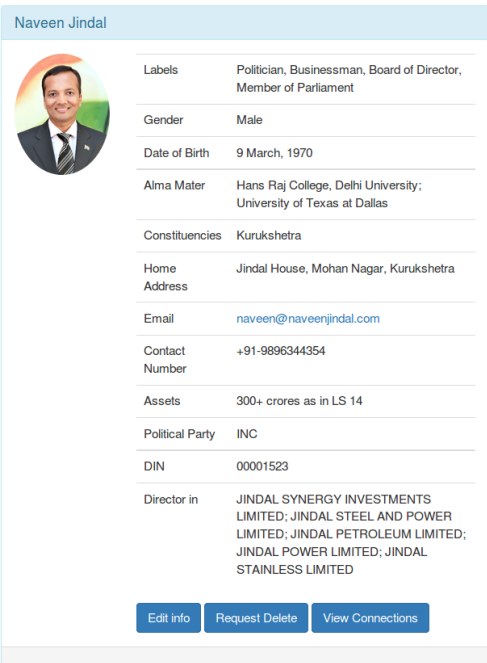 Naveen Jindal
Labels Politician, Businessman, Board of Director,
Member of Parliament
Gender Male
Date of Birth 9 March, 1970
Alma Mater Hans Raj College, Delhi University;
University of Texas at Dallas
Constituencies Kurukshetra
Home Address Jindal House, Mohan Nagar, Kurukshetra
Email naveen@naveenjindal.com
Contact Number +91-9896344354
Assets 300+ crores as in LS 14
Political Party INC
DIN 00001523
Director in JINDAL SYNERGY INVESTMENTS
LIMITED; JINDAL STEEL AND POWER
LIMITED; JINDAL PETROLEUM LIMITED;
JINDAL POWER LIMITED; JINDAL
STAINLESS LIMITED
Edit info Request Delete View Connections